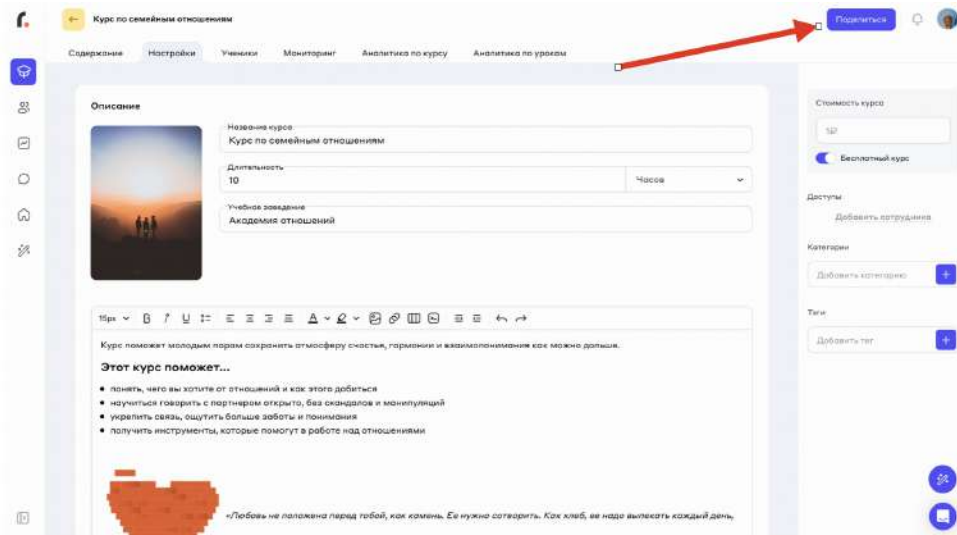 Курс по семейным отношениям
Поделиться
Содержание Настройки Ученики Мониторинг Аналитика по курсу Аналитика по урокам
Описание
Название курса
Курс по семейным отношениям
Длительность
10 Часов
Учебное заведение
Академия отношений
Стоимость курса
Бесплатный курс
Доступы
Добавить сотрудника
Категории
Добавить категорию
Теги
Добавить тег
15px
Курс поможет молодым парам сохранить атмосферу счастья, гармонии и взаимопонимания как можно дольше.
Этот курс поможет...
понять, чего вы хотите от отношений и как этого добиться
научиться говорить с партнером открыто, без скандалов и манипуляций
укрепить связь, ощутить больше заботы и понимания
получить инструменты, которые помогут в работе над отношениями
«Любовь не положена перед тобой, как камень. Ее нужно сотворить. Как хлеб, ее надо выпекать каждый день,